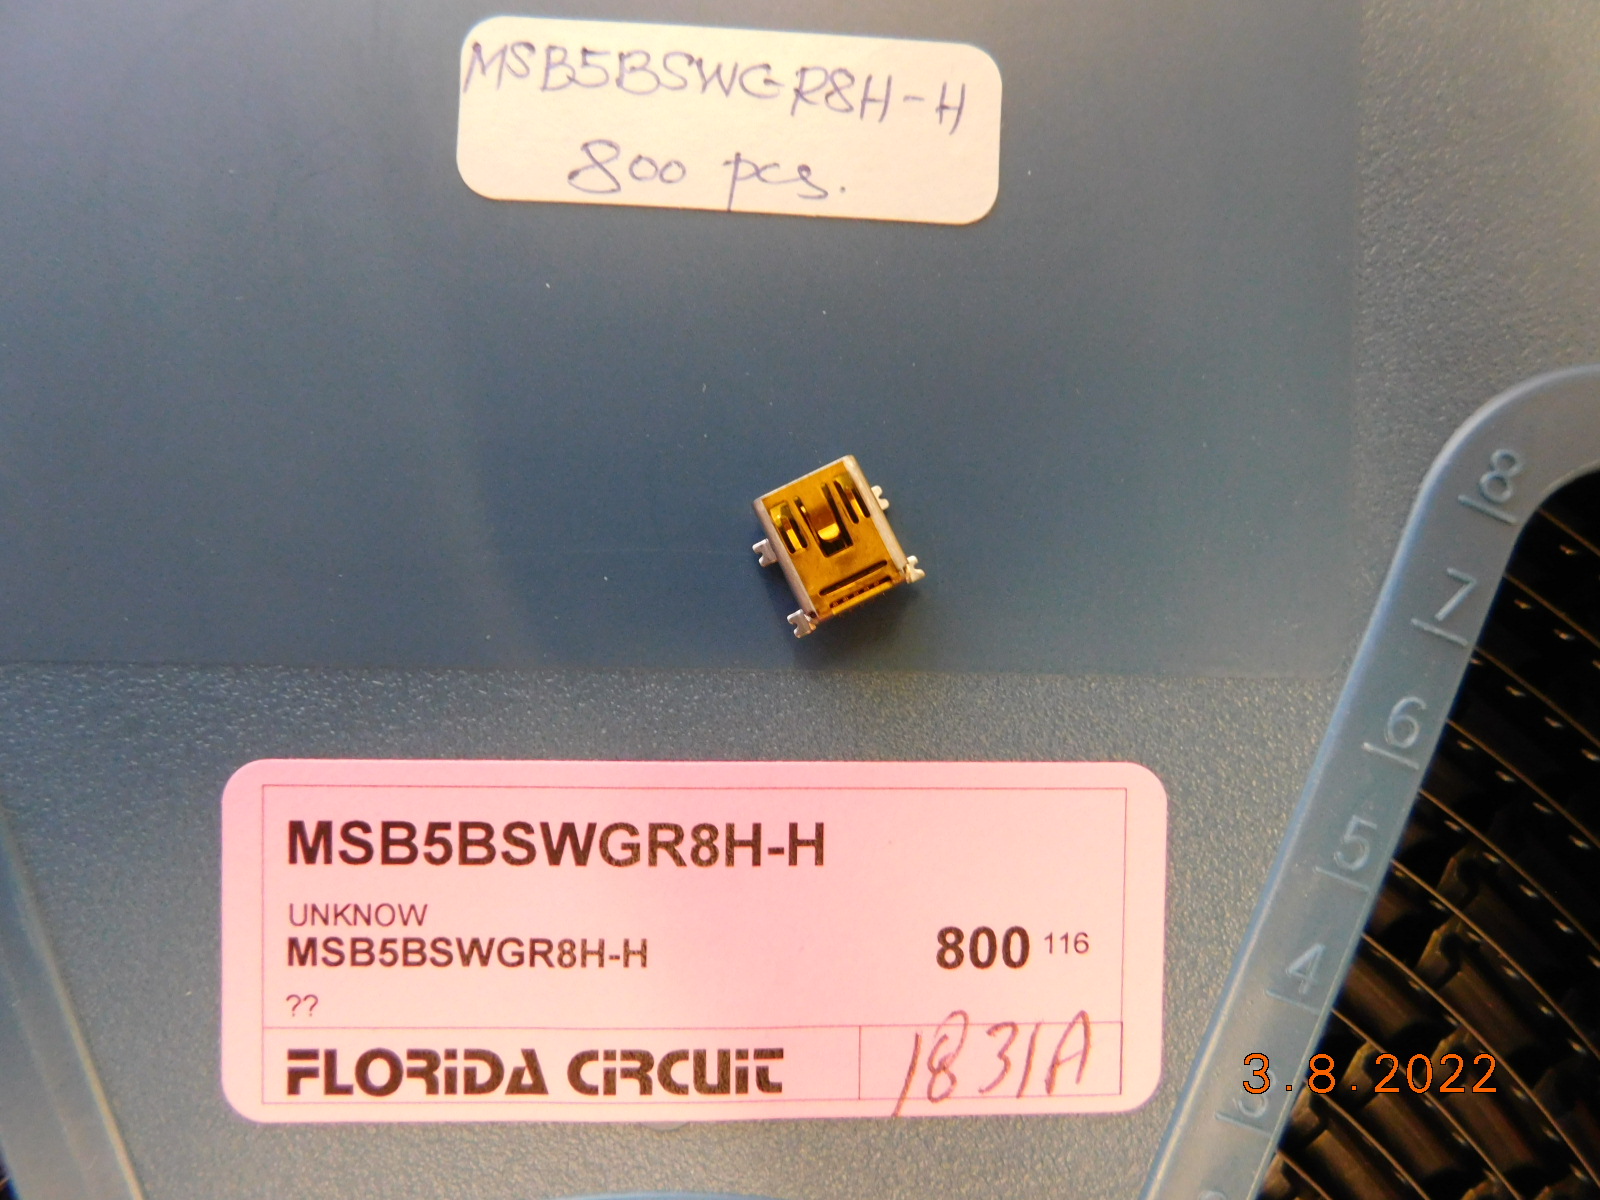 MSB5BSWGR8H-H
800 pcs.
8
7
6
5
4
3
MSB5BSWGR8H-H
UNKNOW
MSB5BSWGR8H-H
800 116
??
FLORiDA CiRCUiT
1831A
3.8.2022